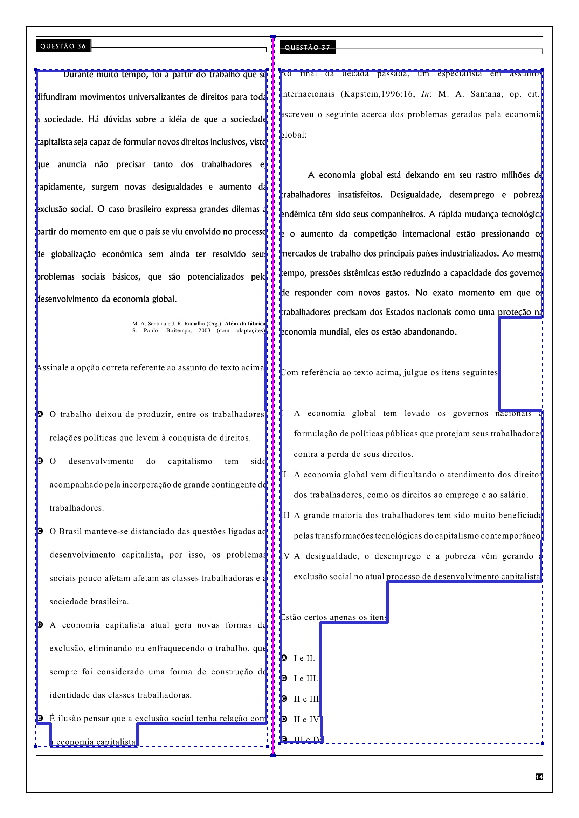 QUESTÃO 36
Durante muito tempo, foi a partir do trabalho que se
difundiram movimentos universalizantes de direitos para toda
a sociedade. Há dúvidas sobre a idéia de que a sociedade
capitalista seja capaz de formular novos direitos inclusivos, visto
que anuncia não precisar tanto dos trabalhadores e,
rapidamente, surgem novas desigualdades e aumento da
exclusão social. O caso brasileiro expressa grandes dilemas a
partir do momento em que o país se viu envolvido no processo
de globalização econômica sem ainda ter resolvido seus
problemas sociais básicos, que são potencializados pelo
desenvolvimento da economia global.
M. A. Santana e J. R. Ramalho (Org.). Além da fábrica.
S. Paulo: Boitempo, 2003 (com adaptações).
Assinale a opção correta referente ao assunto do texto acima.
A O trabalho deixou de produzir, entre os trabalhadores,
relações políticas que levem à conquista de direitos.
B O desenvolvimento do capitalismo tem sido
acompanhado pela incorporação de grande contingente de
trabalhadores.
C O Brasil manteve-se distanciado das questões ligadas ao
desenvolvimento capitalista, por isso, os problemas
sociais pouco afetam afetam as classes trabalhadoras e a
sociedade brasileira.
D A economia capitalista atual gera novas formas de
exclusão, eliminando ou enfraquecendo o trabalho, que
sempre foi considerado uma forma de construção de
identidade das classes trabalhadoras.
E É ilusão pensar que a exclusão social tenha relação com
a economia capitalista.
QUESTÃO 37
Ao final da década passada, um especialista em assuntos
internacionais (Kapstein,1996:16, In: M. A. Santana, op. cit.)
escreveu o seguinte acerca dos problemas gerados pela economia
global:
A economia global está deixando em seu rastro milhões de
trabalhadores insatisfeitos. Desigualdade, desemprego e pobreza
endêmica têm sido seus companheiros. A rápida mudança tecnológica
e o aumento da competição internacional estão pressionando os
mercados de trabalho dos principais países industrializados. Ao mesmo
tempo, pressões sistêmicas estão reduzindo a capacidade dos governos
de responder com novos gastos. No exato momento em que os
trabalhadores precisam dos Estados nacionais como uma proteção na
economia mundial, eles os estão abandonando.
Com referência ao texto acima, julgue os itens seguintes.
I A economia global tem levado os governos nacionais à
formulação de políticas públicas que protejam seus trabalhadores
contra a perda de seus direitos.
II A economia global vem dificultando o atendimento dos direitos
dos trabalhadores, como os direitos ao emprego e ao salário.
III A grande maioria dos trabalhadores tem sido muito beneficiada
pelas transformações tecnológicas do capitalismo contemporâneo.
IV A desigualdade, o desemprego e a pobreza vêm gerando a
exclusão social no atual processo de desenvolvimento capitalista.
Estão certos apenas os itens
A I e II.
B I e III.
C II e III.
D II e IV.
E III e IV.